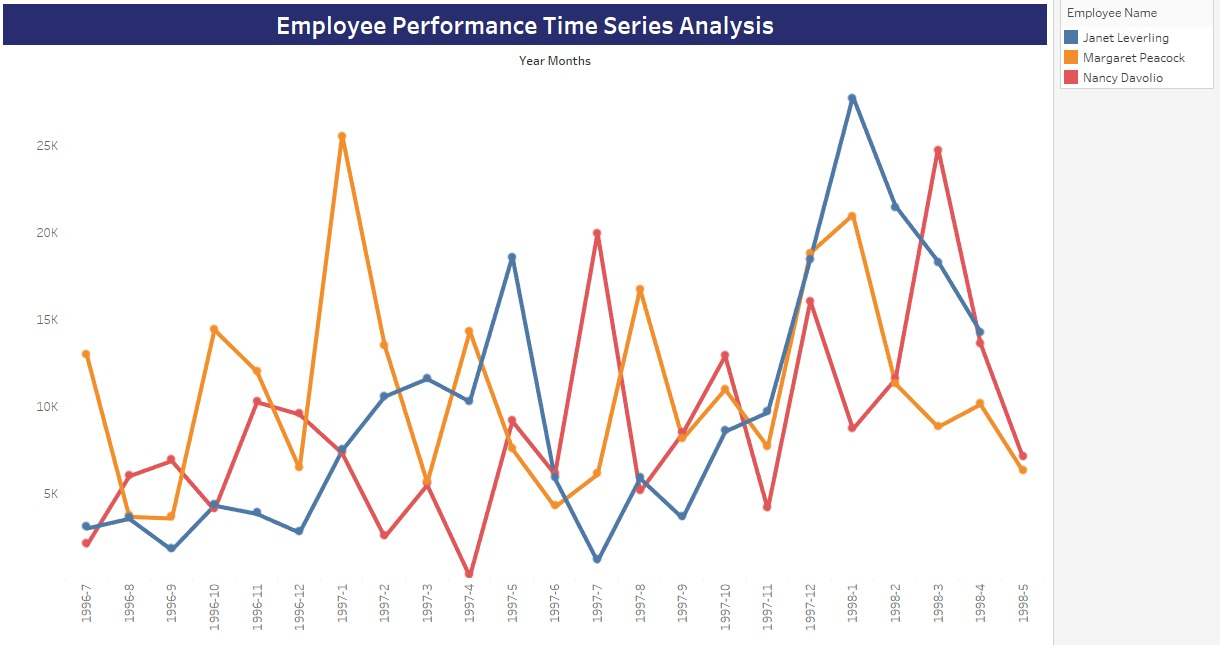 Employee Performance Time Series Analysis
Year Months
Employee Name
Janet Leverling
Margaret Peacock
Nancy Davolio
25K
20K
15K
10K
5K
1996-7
1996-8
1996-9
1996-10
1996-11
1996-12
1997-1
1997-2
1997-3
1997-4
1997-5
1997-6
1997-7
1997-8
1997-9
1997-10
1997-11
1997-12
1998-1
1998-2
1998-3
1998-4
1998-5